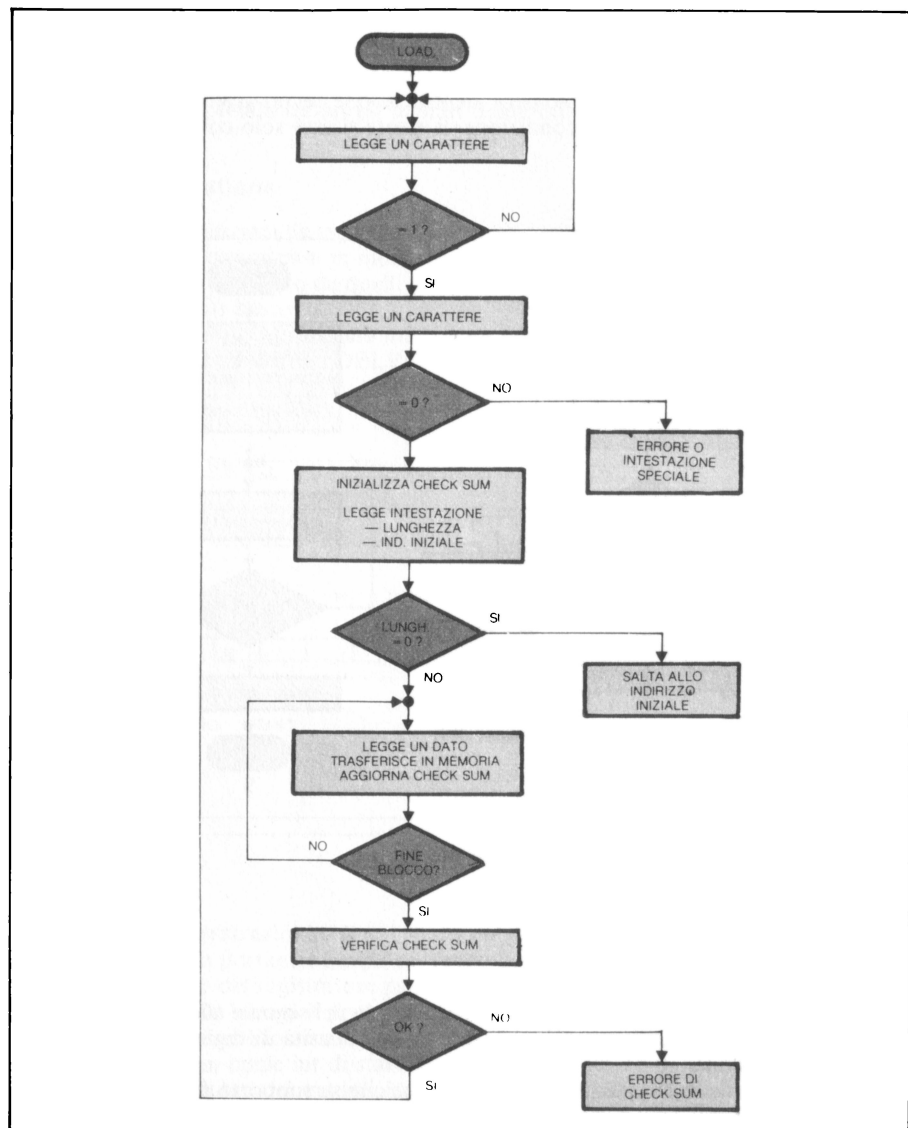 LOAD
LEGGE UN CARATTERE
= 1 ?
NO
SI
LEGGE UN CARATTERE
= 0 ?
NO
ERRORE O
INTESTAZIONE
SPECIALE
INIZIALIZZA CHECK SUM
LEGGE INTESTAZIONE
— LUNGHEZZA
— IND. INIZIALE
LUNGH.
= 0 ?
SI
NO
SALTA ALLO
INDIRIZZO
INIZIALE
LEGGE UN DATO
TRASFERISCE IN MEMORIA
AGGIORNA CHECK SUM
NO
FINE
BLOCCO?
SI
VERIFICA CHECK SUM
OK ?
NO
SI
ERRORE DI
CHECK SUM